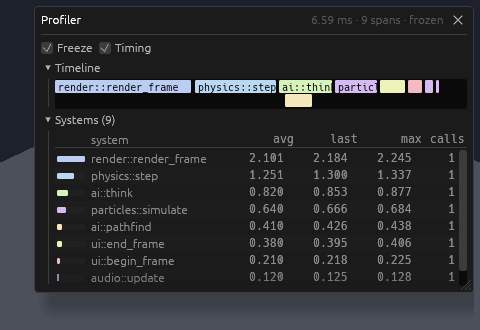 Profiler 6.59 ms · 9 spans · frozen
Freeze Timing
Timeline
render::render_frame physics::step ai::think particl
Systems (9)
system avg last max calls
render::render_frame 2.101 2.184 2.245 1
physics::step 1.251 1.300 1.337 1
ai::think 0.820 0.853 0.877 1
particles::simulate 0.640 0.666 0.684 1
ai::pathfind 0.410 0.426 0.438 1
ui::end_frame 0.380 0.395 0.406 1
ui::begin_frame 0.210 0.218 0.225 1
audio::update 0.120 0.125 0.128 1